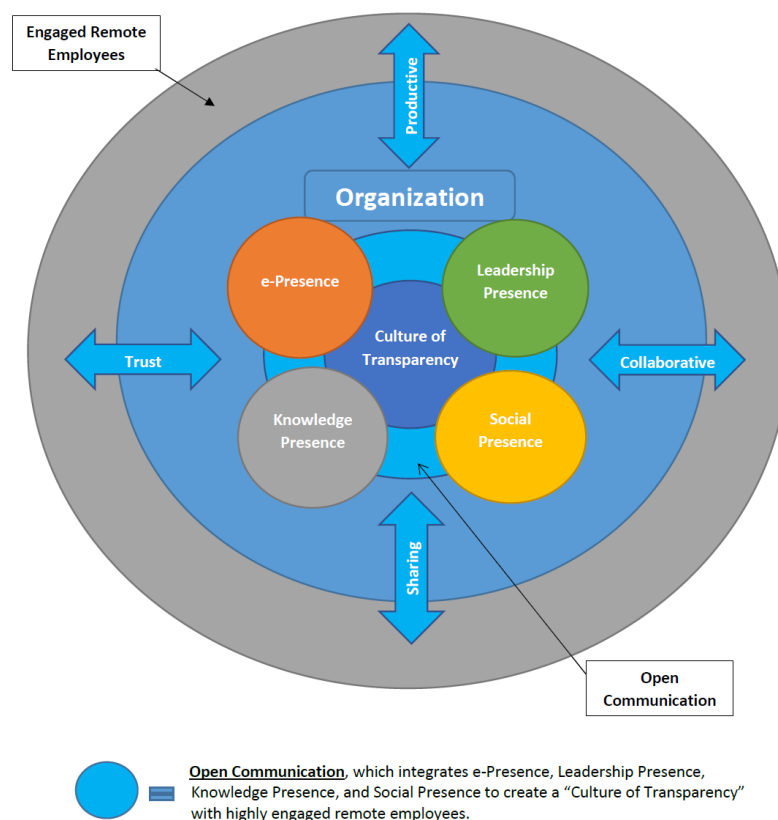 Engaged Remote
Employees
Productive
Organization
e-Presence
Leadership
Presence
Culture of
Transparency
Trust
Collaborative
Knowledge
Presence
Social
Presence
Sharing
Open
Communication
Open Communication, which integrates e-Presence, Leadership Presence,
Knowledge Presence, and Social Presence to create a “Culture of Transparency”
with highly engaged remote employees.